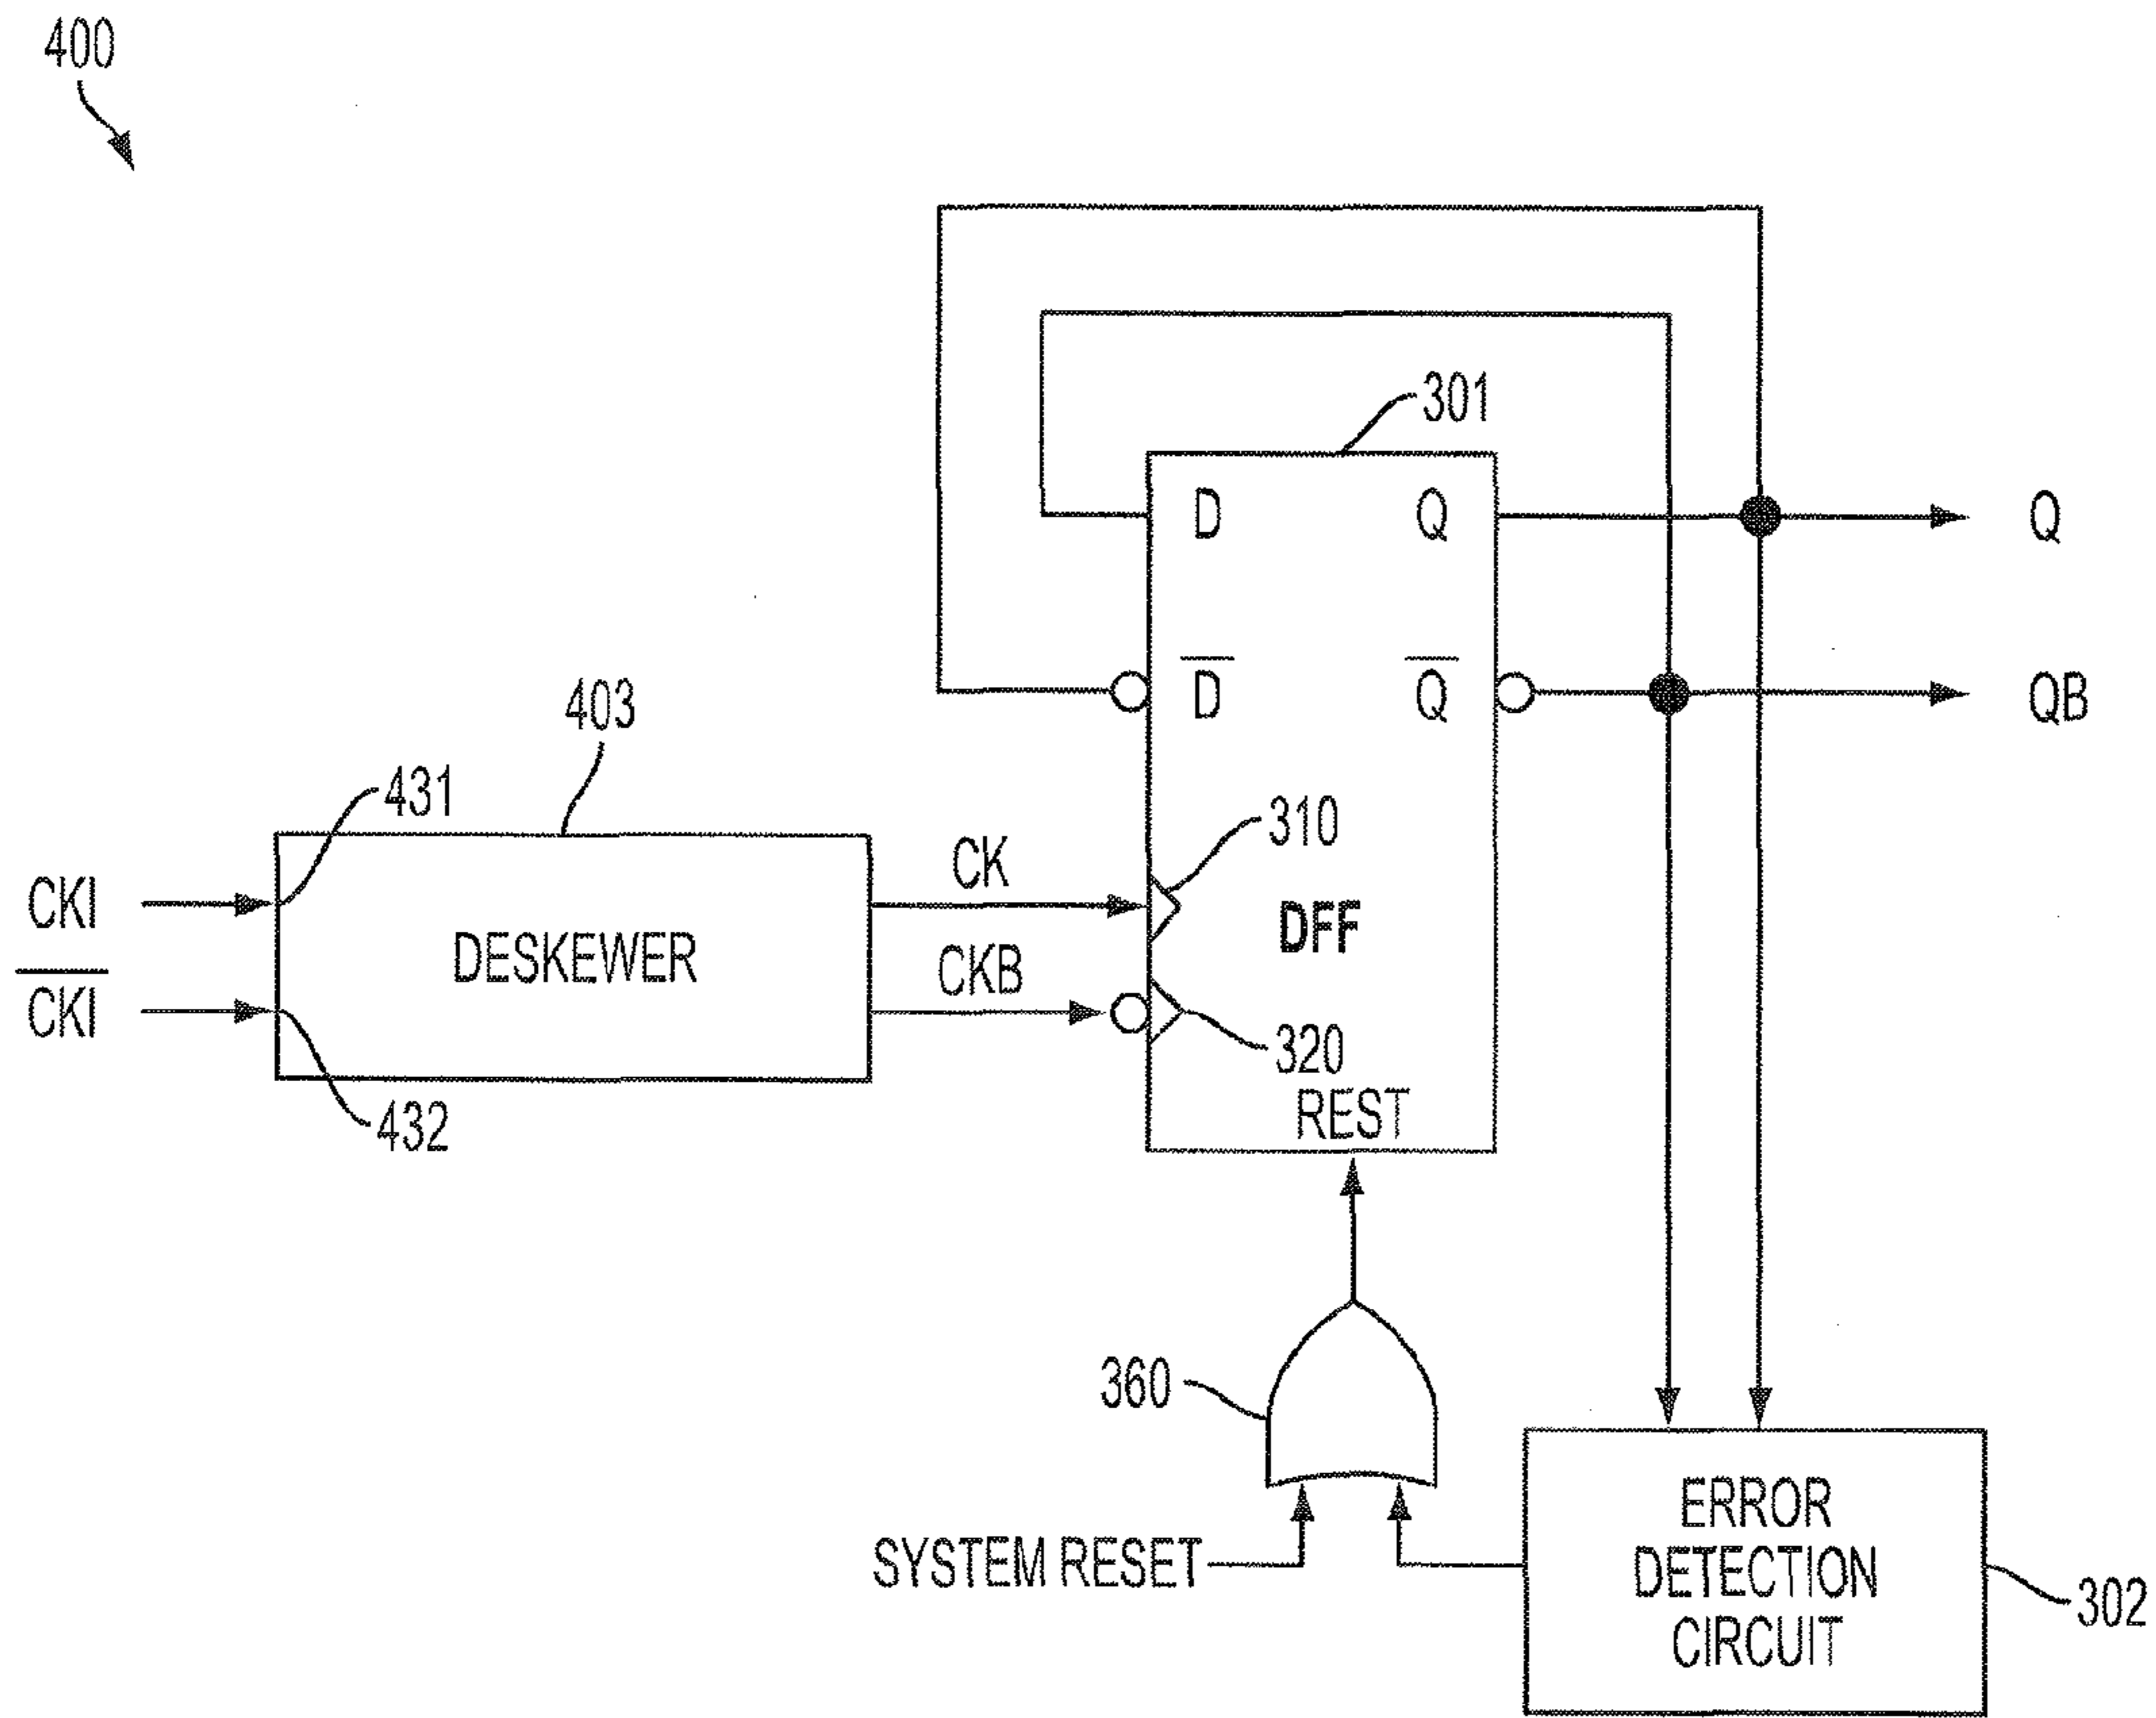 400
301
D Q
Q
D̅ Q̅
QB
403
431
310
CKI
CK
DESKEWER
DFF
C̅K̅I̅
CKB
320
432
REST
360
SYSTEM RESET
ERROR
DETECTION
CIRCUIT
302